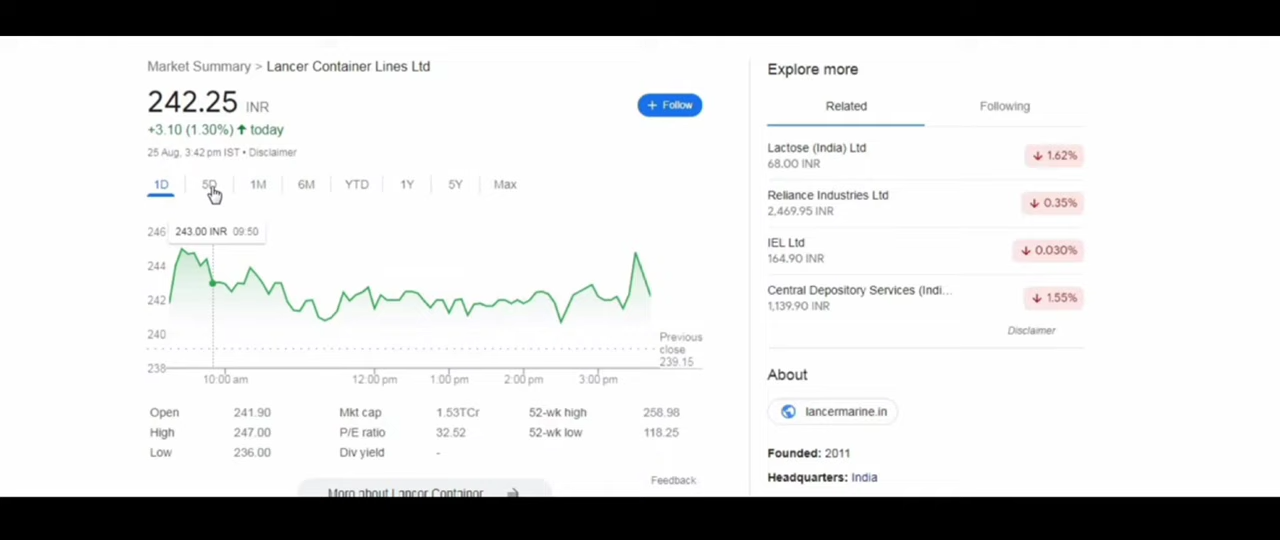 Market Summary > Lancer Container Lines Ltd
242.25 INR
+ Follow
+3.10 (1.30%) ↑ today
25 Aug, 3:42 pm IST • Disclaimer
1D 5D 1M 6M YTD 1Y 5Y Max
246
243.00 INR 09:50
244
242
240
238
Previous
close
239.15
10:00 am 12:00 pm 1:00 pm 2:00 pm 3:00 pm
Open 241.90 Mkt cap 1.53TCr 52-wk high 258.98
High 247.00 P/E ratio 32.52 52-wk low 118.25
Low 236.00 Div yield -
Feedback
More about Lancer Container
Explore more
Related Following
Lactose (India) Ltd
68.00 INR
↓ 1.62%
Reliance Industries Ltd
2,469.95 INR
↓ 0.35%
IEL Ltd
164.90 INR
↓ 0.030%
Central Depository Services (Indi...
1,139.90 INR
↓ 1.55%
Disclaimer
About
lancermarine.in
Founded: 2011
Headquarters: India